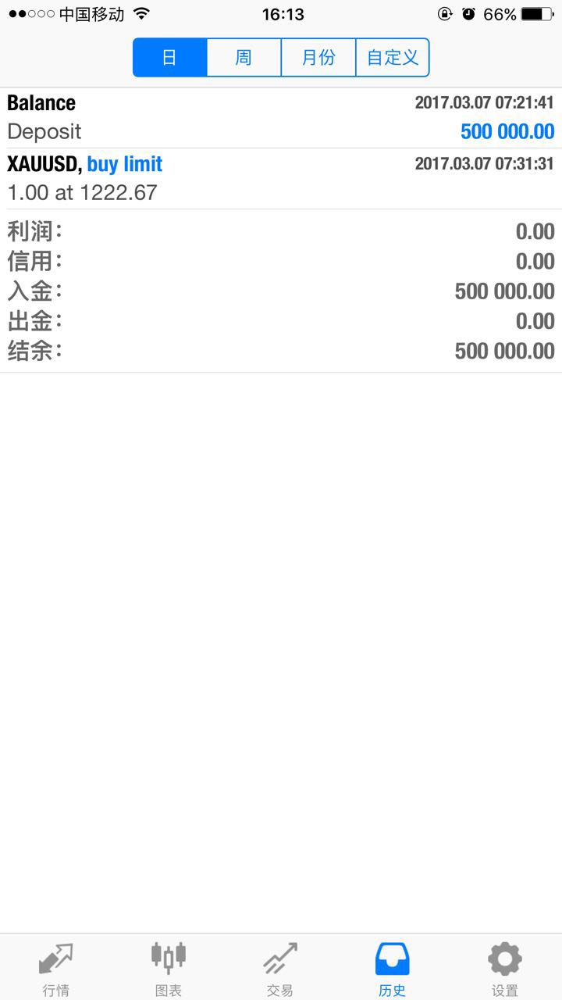 中国移动 16:13 66%
日 周 月份 自定义
Balance 2017.03.07 07:21:41
Deposit 500 000.00
XAUUSD, buy limit 2017.03.07 07:31:31
1.00 at 1222.67
利润： 0.00
信用： 0.00
入金： 500 000.00
出金： 0.00
结余： 500 000.00
行情 图表 交易 历史 设置